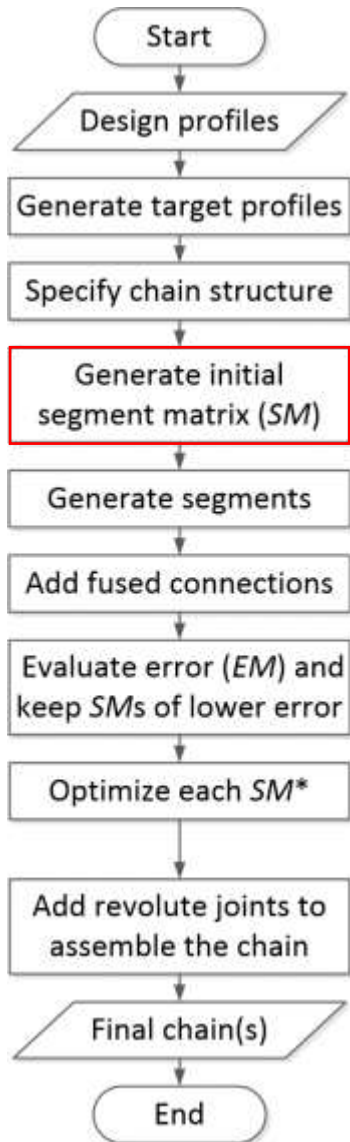 Start
Design profiles
Generate target profiles
Specify chain structure
Generate initial
segment matrix (SM)
Generate segments
Add fused connections
Evaluate error (EM) and
keep SMs of lower error
Optimize each SM*
Add revolute joints to
assemble the chain
Final chain(s)
End